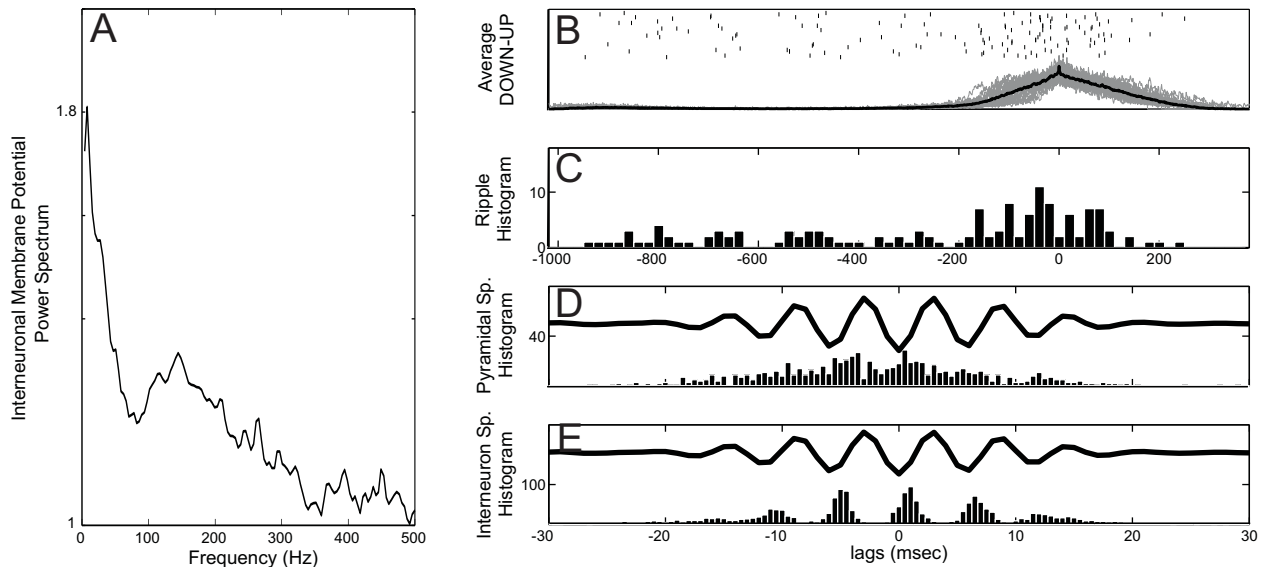 A
Interneuronal Membrane Potential
Power Spectrum
1.8
1
0 100 200 300 400 500
Frequency (Hz)
B
Average
DOWN-UP
C
Ripple
Histogram
10
0
-1000 -800 -600 -400 -200 0 200
D
Pyramidal Sp.
Histogram
40
E
Interneuron Sp.
Histogram
100
-30 -20 -10 0 10 20 30
lags (msec)